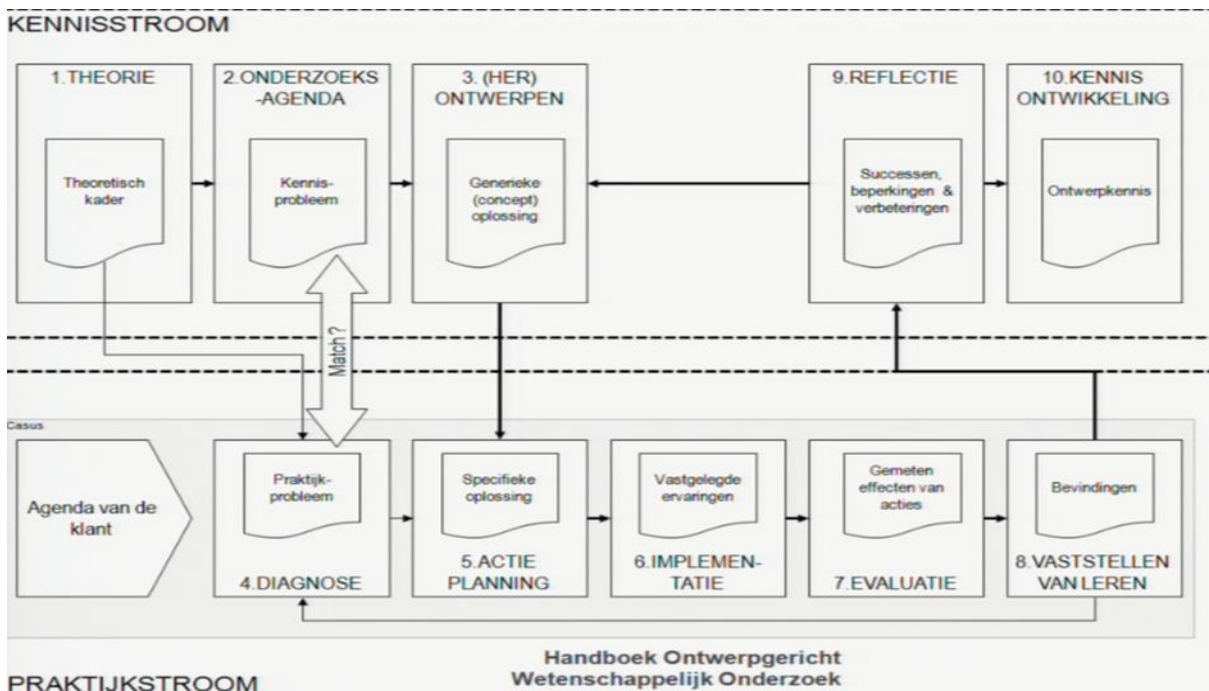 KENNISSTROOM
1.THEORIE
Theoretisch
kader
2.ONDERZOEKS
-AGENDA
Kennis-
probleem
3. (HER)
ONTWERPEN
Generieke
(concept)
oplossing
9.REFLECTIE
Successen,
beperkingen &
verbeteringen
10.KENNIS
ONTWIKKELING
Ontwerpkennis
Match?
Casus
Agenda van de
klant
Praktijk-
probleem
4.DIAGNOSE
Specifieke
oplossing
5.ACTIE
PLANNING
Vastgelegde
ervaringen
6.IMPLEMEN-
TATIE
Gemeten
effecten van
acties
7.EVALUATIE
Bevindingen
8.VASTSTELLEN
VAN LEREN
Handboek Ontwerpgericht
Wetenschappelijk Onderzoek
PRAKTIJKSTROOM